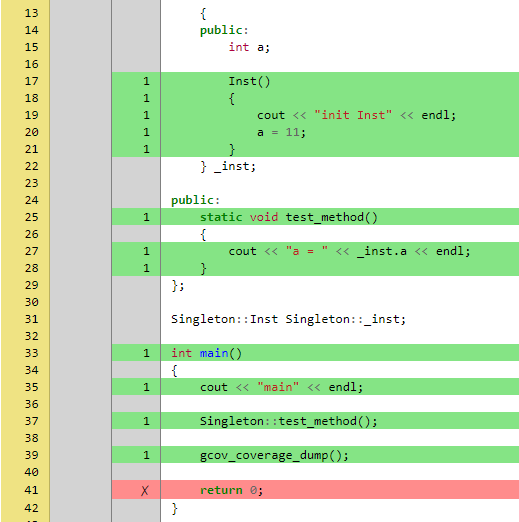 13 {
14 public:
15 int a;
16
17 1 Inst()
18 1 {
19 1 cout << "init Inst" << endl;
20 1 a = 11;
21 1 }
22 } _inst;
23
24 public:
25 1 static void test_method()
26 {
27 1 cout << "a = " << _inst.a << endl;
28 1 }
29 };
30
31 Singleton::Inst Singleton::_inst;
32
33 1 int main()
34 {
35 1 cout << "main" << endl;
36
37 1 Singleton::test_method();
38
39 1 gcov_coverage_dump();
40
41 X return 0;
42 }